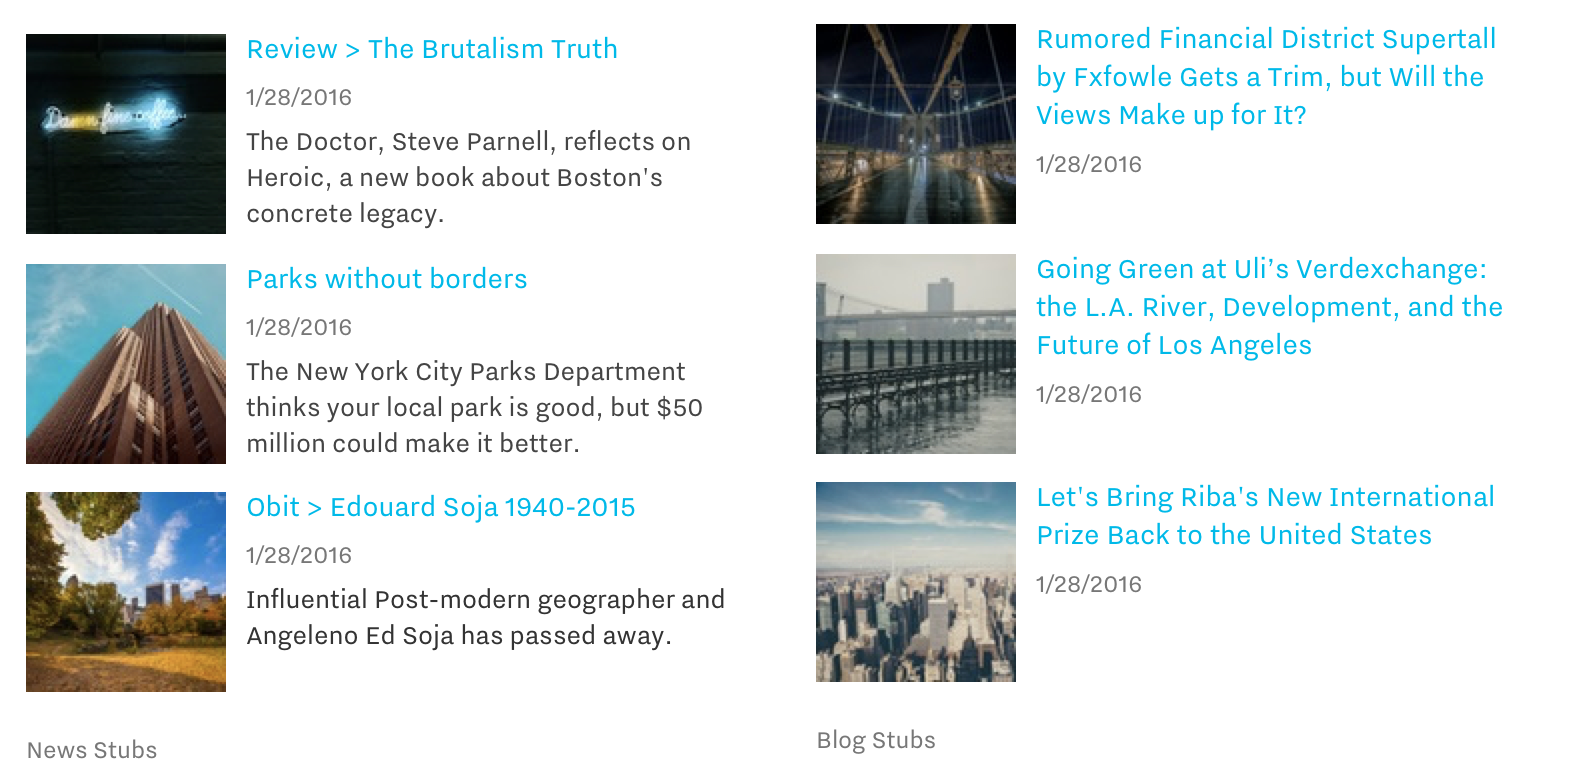 Damn fine coffee...
Review > The Brutalism Truth
1/28/2016
The Doctor, Steve Parnell, reflects on
Heroic, a new book about Boston's
concrete legacy.
Parks without borders
1/28/2016
The New York City Parks Department
thinks your local park is good, but $50
million could make it better.
Obit > Edouard Soja 1940-2015
1/28/2016
Influential Post-modern geographer and
Angeleno Ed Soja has passed away.
News Stubs
Rumored Financial District Supertall
by Fxfowle Gets a Trim, but Will the
Views Make up for It?
1/28/2016
Going Green at Uli’s Verdexchange:
the L.A. River, Development, and the
Future of Los Angeles
1/28/2016
Let's Bring Riba's New International
Prize Back to the United States
1/28/2016
Blog Stubs